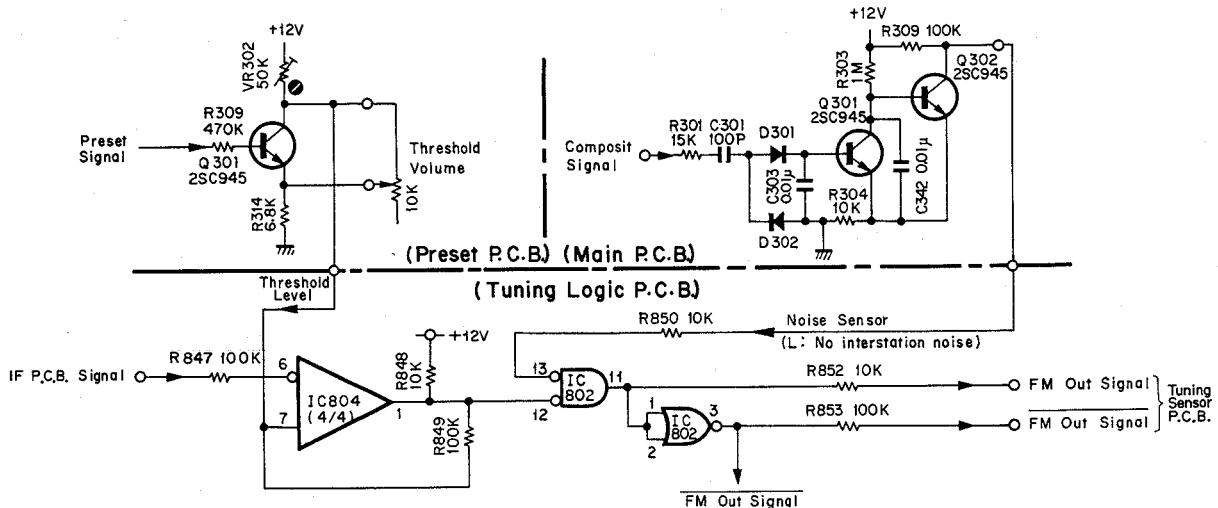 +12V
VR302
50K
R309
470K
Preset
Signal
Q301
2SC945
R314
6.8K
Threshold
Volume
10K
+12V
R309 100K
R303
1M
Q302
2SC945
Q301
2SC945
R301
15K
C301
100P
D301
Composit
Signal
C303
0.01μ
R304
10K
C342 0.01μ
D302
(Preset P.C.B.) (Main P.C.B.)
Threshold
Level
(Tuning Logic P.C.B.)
+12V
R850 10K
Noise Sensor
(L: No interstation noise)
R847 100K
IF P.C.B. Signal
6
7
IC804
(4/4)
1
R848
10K
R849
100K
13
12
IC
802
11
R852 10K
FM Out Signal
1
2
IC
802
3
R853 100K
FM Out Signal
Tuning
Sensor
P.C.B.
FM Out Signal